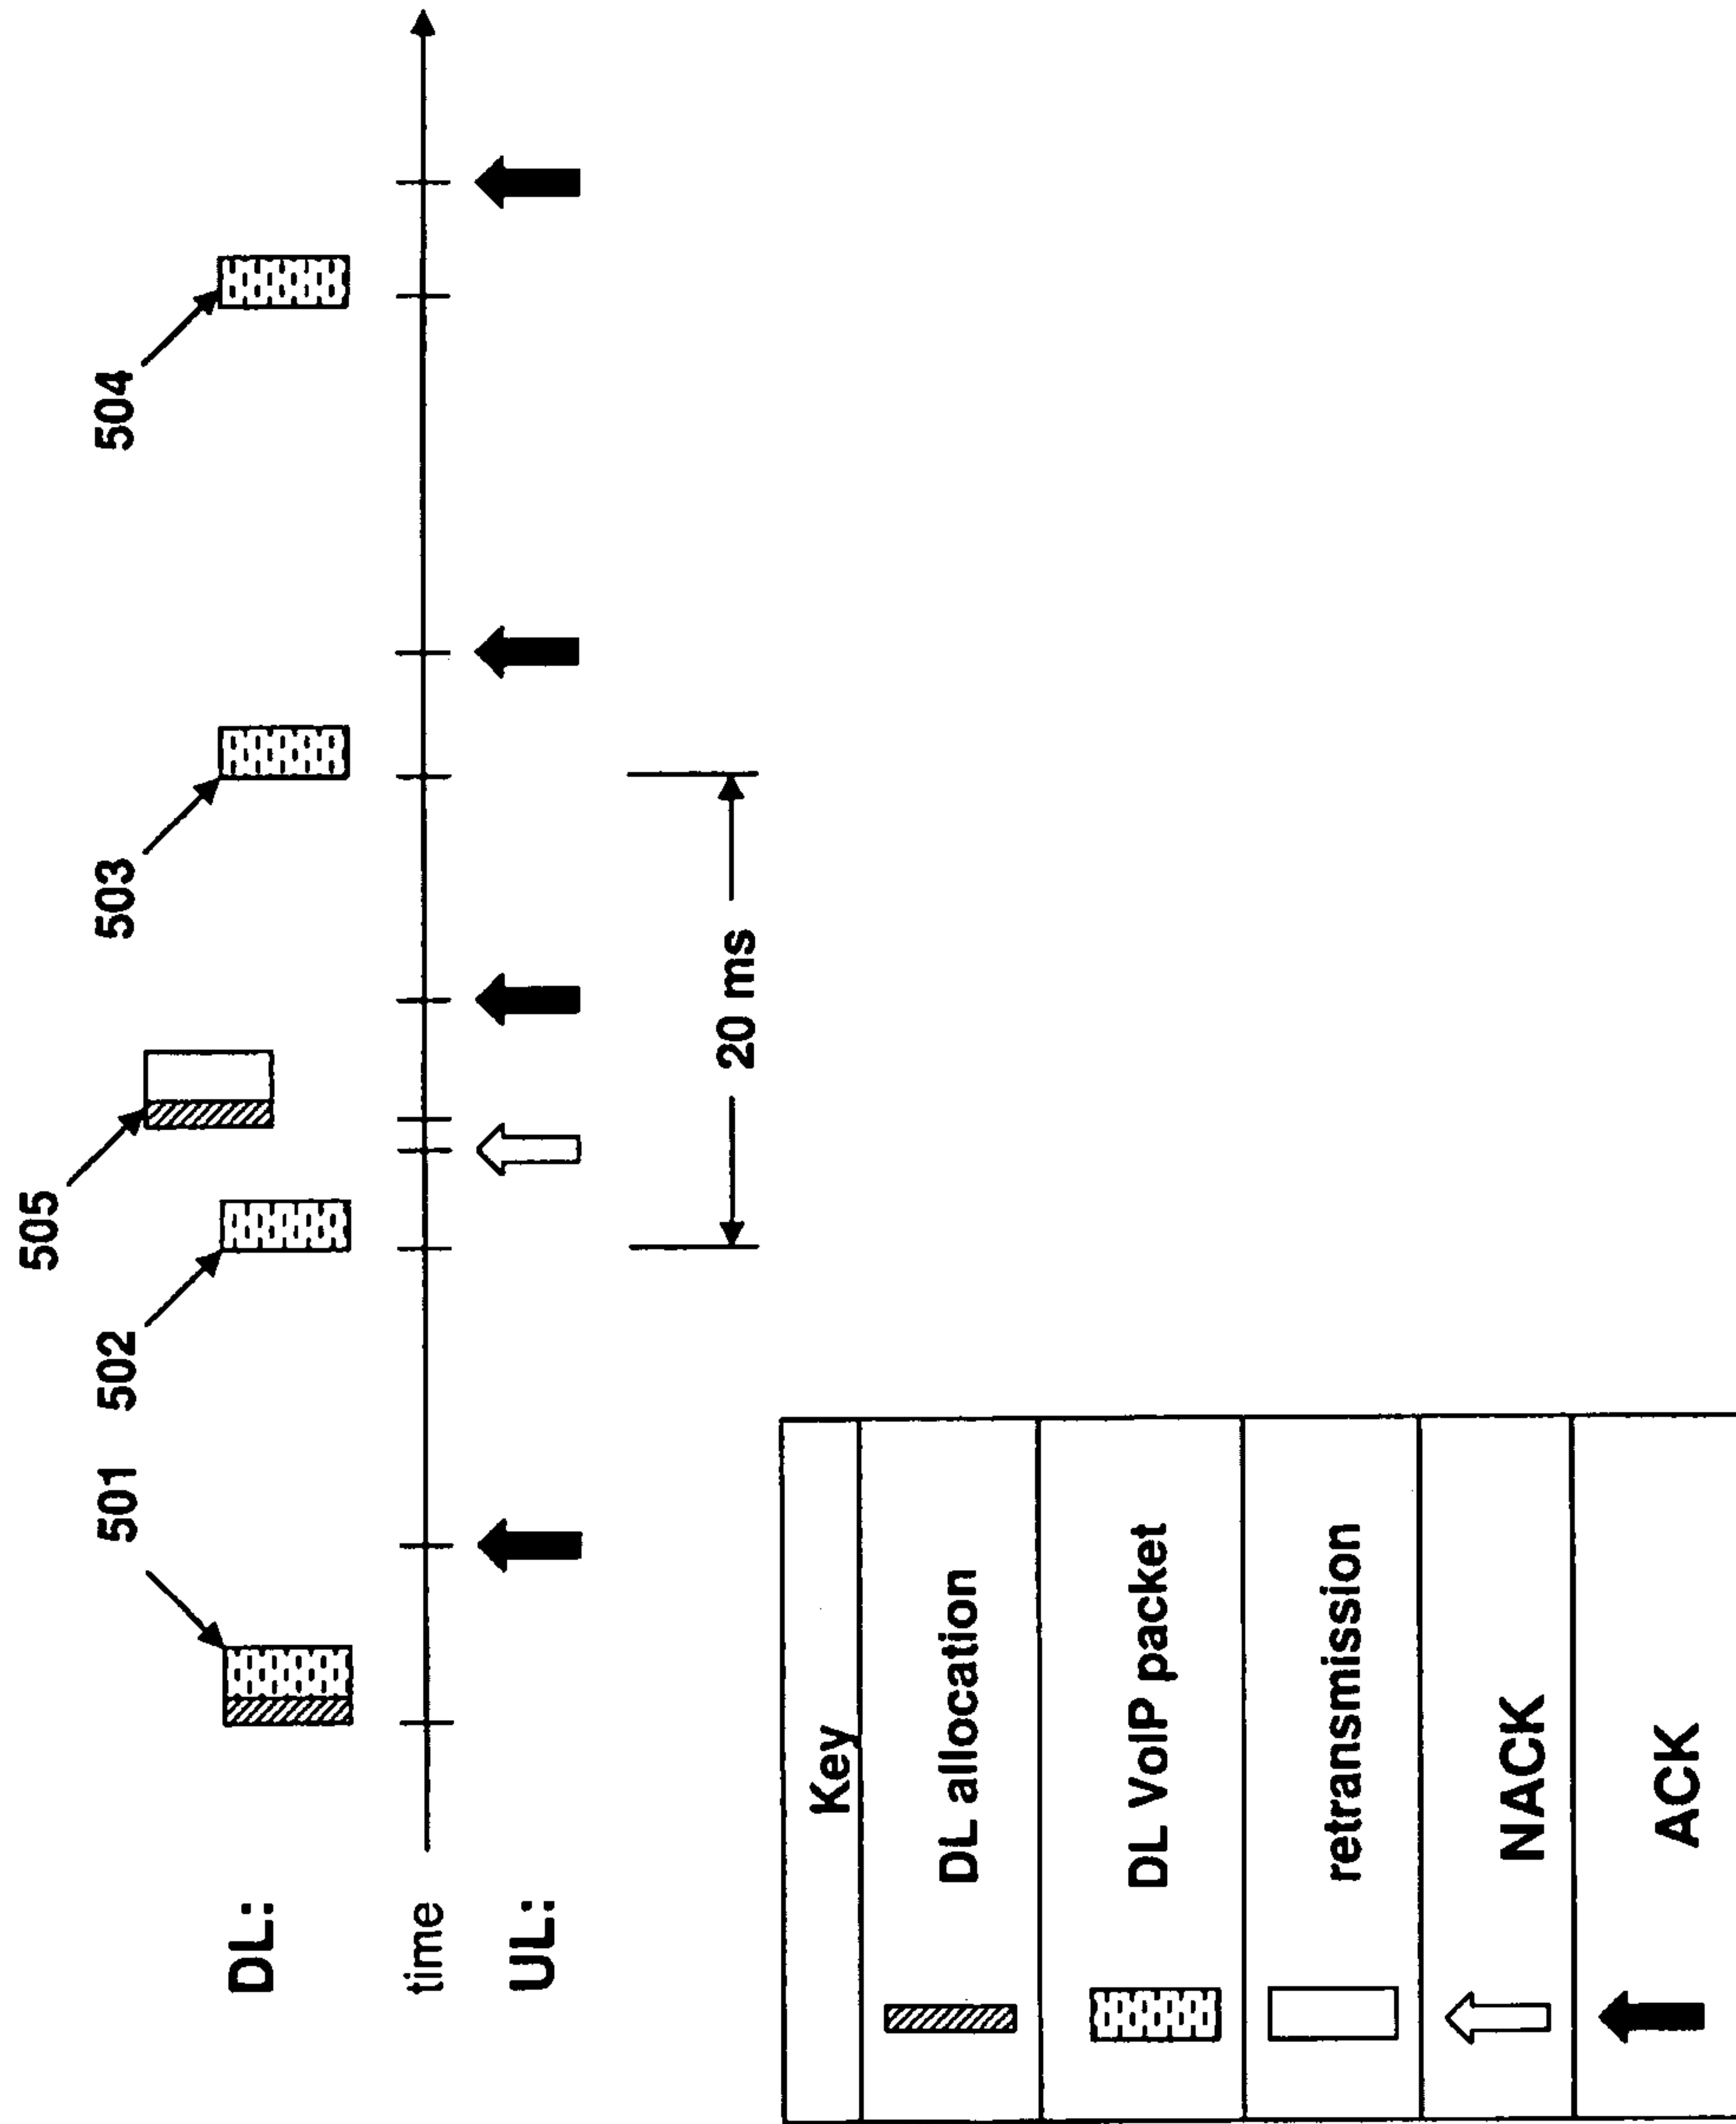 501
502
505
503
504
DL:
time
UL:
20 ms
Key
DL allocation
DL VoIP packet
retransmission
NACK
ACK